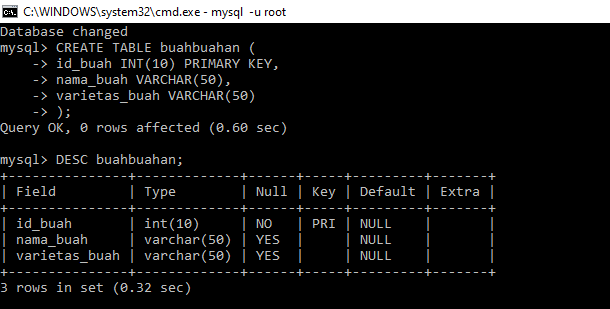 C:\WINDOWS\system32\cmd.exe - mysql  -u root
Database changed
mysql> CREATE TABLE buahbuahan (
    -> id_buah INT(10) PRIMARY KEY,
    -> nama_buah VARCHAR(50),
    -> varietas_buah VARCHAR(50)
    -> );
Query OK, 0 rows affected (0.60 sec)

mysql> DESC buahbuahan;
+---------------+-------------+------+-----+---------+-------+
| Field         | Type        | Null | Key | Default | Extra |
+---------------+-------------+------+-----+---------+-------+
| id_buah       | int(10)     | NO   | PRI | NULL    |       |
| nama_buah     | varchar(50) | YES  |     | NULL    |       |
| varietas_buah | varchar(50) | YES  |     | NULL    |       |
+---------------+-------------+------+-----+---------+-------+
3 rows in set (0.32 sec)